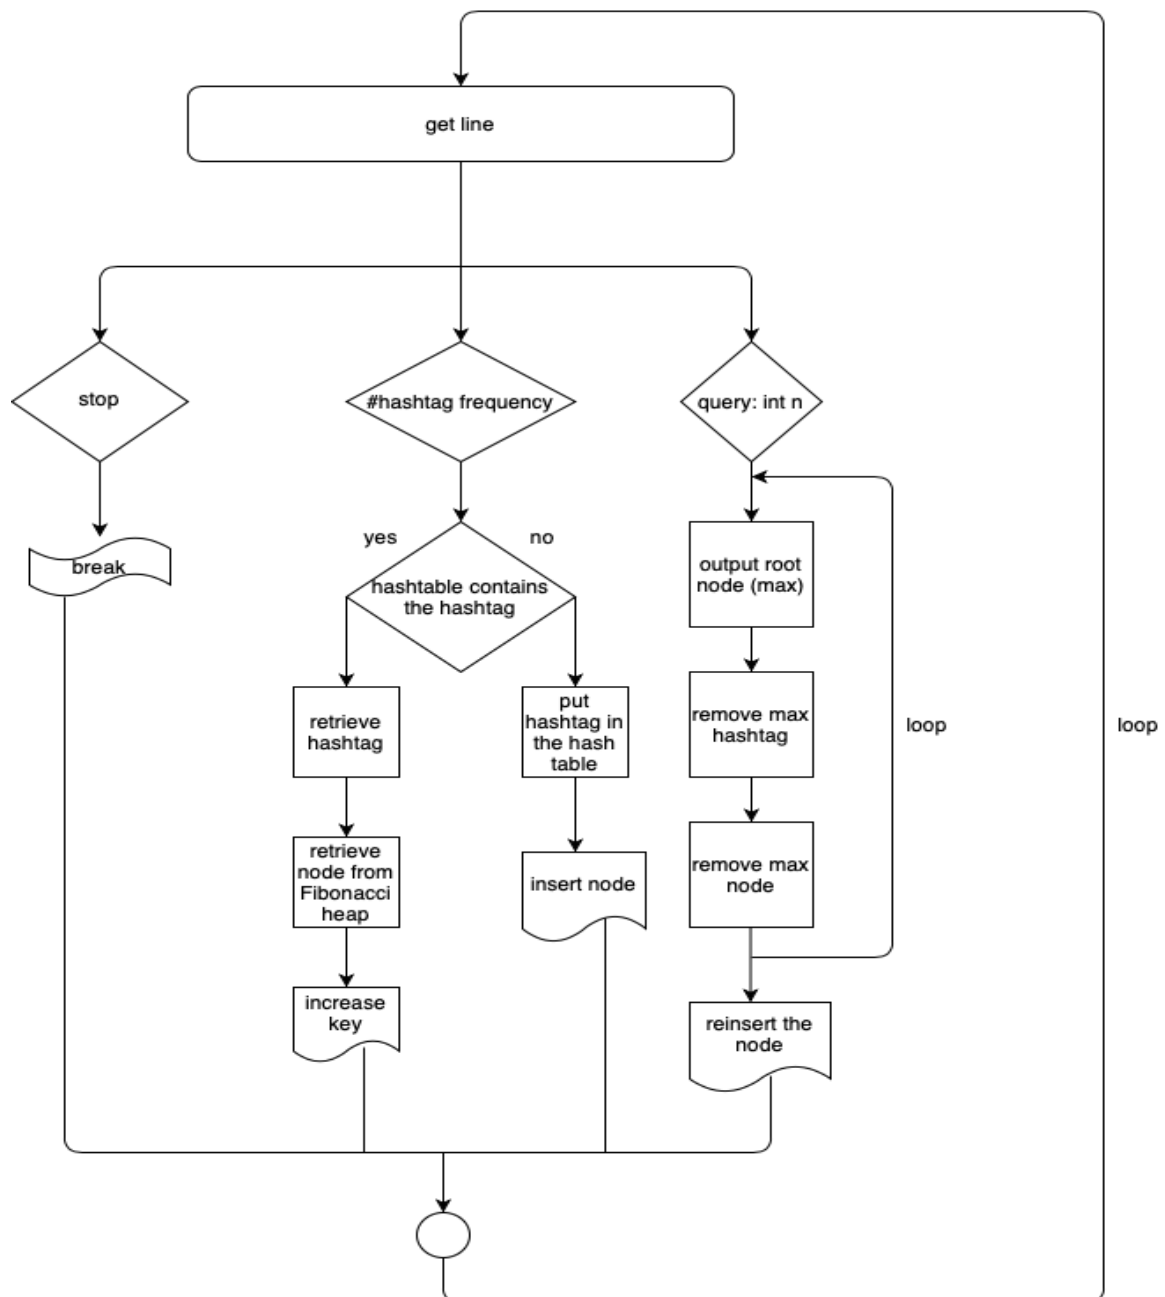 get line
stop
#hashtag frequency
query: int n
yes
no
break
hashtable contains
the hashtag
output root
node (max)
retrieve
hashtag
put
hashtag in
the hash
table
remove max
hashtag
loop
loop
retrieve
node from
Fibonacci
heap
insert node
remove max
node
increase
key
reinsert the
node